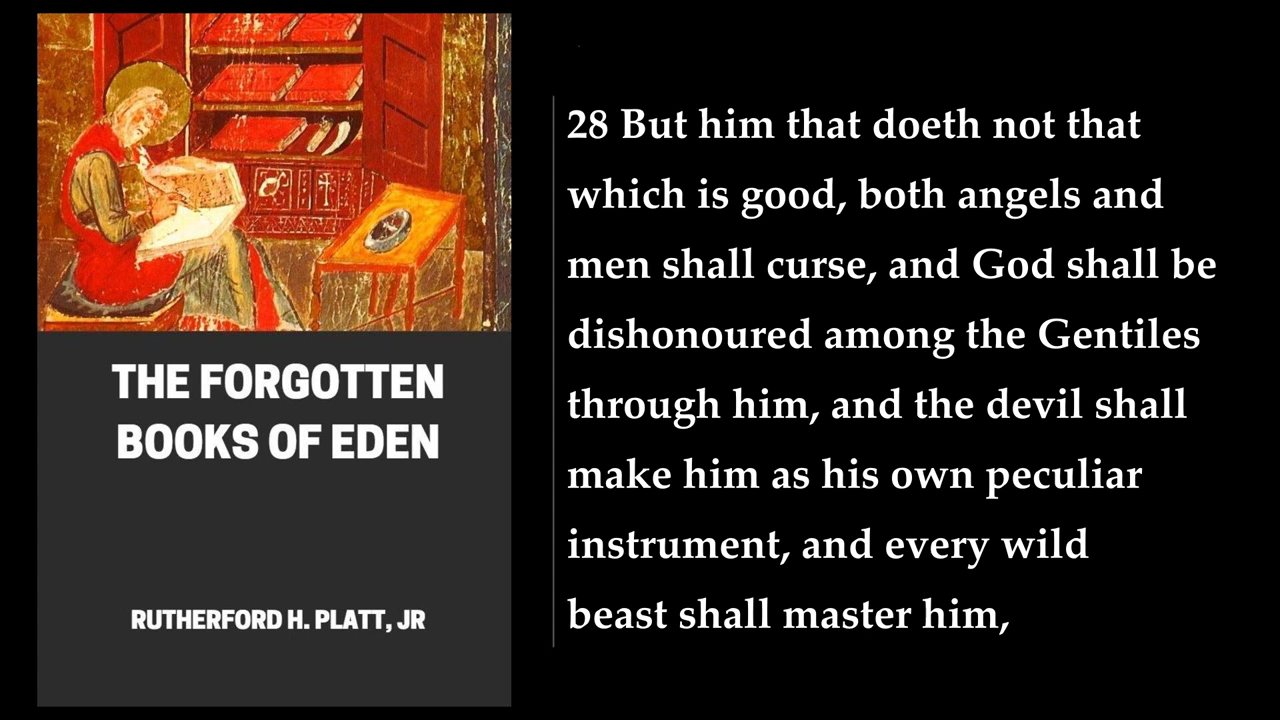 THE FORGOTTEN
BOOKS OF EDEN
RUTHERFORD H. PLATT, JR
28 But him that doeth not that
which is good, both angels and
men shall curse, and God shall be
dishonoured among the Gentiles
through him, and the devil shall
make him as his own peculiar
instrument, and every wild
beast shall master him,